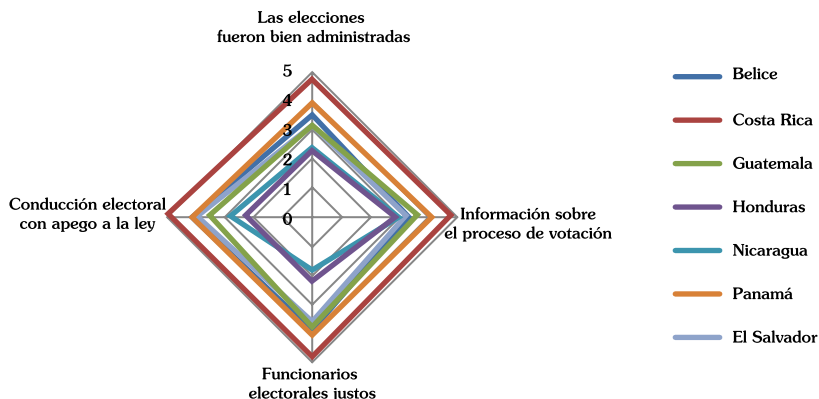 Las elecciones
fueron bien administradas
5
4
3
2
1
0
Conducción electoral
con apego a la ley
Información sobre
el proceso de votación
Funcionarios
electorales justos
Belice
Costa Rica
Guatemala
Honduras
Nicaragua
Panamá
El Salvador